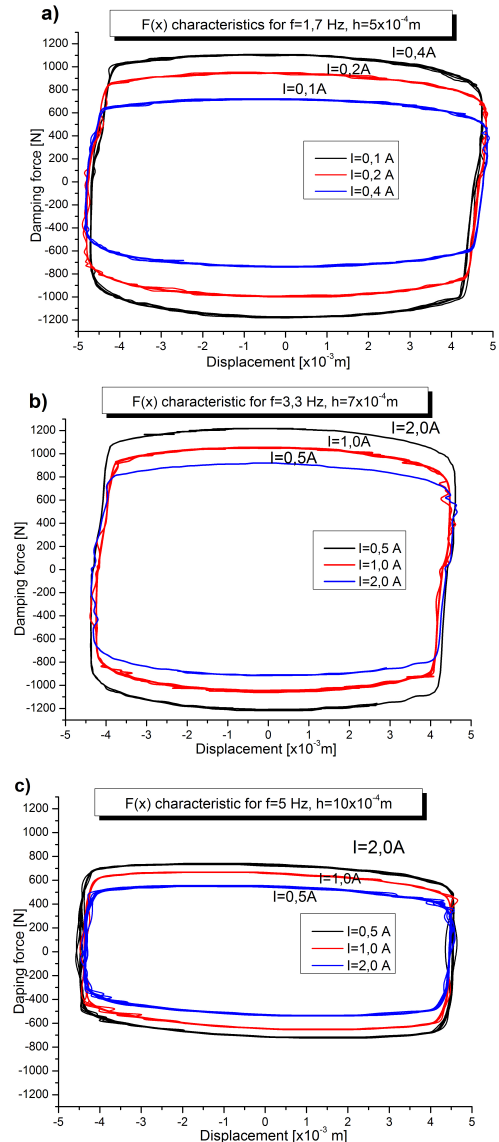 a)
F(x) characteristics for f=1,7 Hz, h=5x10⁻⁴m
I=0,4A
I=0,2A
I=0,1A
I=0,1 A
I=0,2 A
I=0,4 A
Damping force [N]
1200
1000
800
600
400
200
0
-200
-400
-600
-800
-1000
-1200
-5 -4 -3 -2 -1 0 1 2 3 4 5
Displacement [x10⁻³ m]
b)
F(x) characteristic for f=3,3 Hz, h=7x10⁻⁴m
I=2,0A
I=1,0A
I=0,5A
I=0,5 A
I=1,0 A
I=2,0 A
Damping force [N]
1200
1000
800
600
400
200
0
-200
-400
-600
-800
-1000
-1200
-5 -4 -3 -2 -1 0 1 2 3 4 5
Displacement [x10⁻³ m]
c)
F(x) characteristic for f=5 Hz, h=10x10⁻⁴m
I=2,0A
I=1,0A
I=0,5A
I=0,5 A
I=1,0 A
I=2,0 A
Daping force [N]
1200
1000
800
600
400
200
0
-200
-400
-600
-800
-1000
-1200
-5 -4 -3 -2 -1 0 1 2 3 4 5
Displacement [x10⁻³ m]